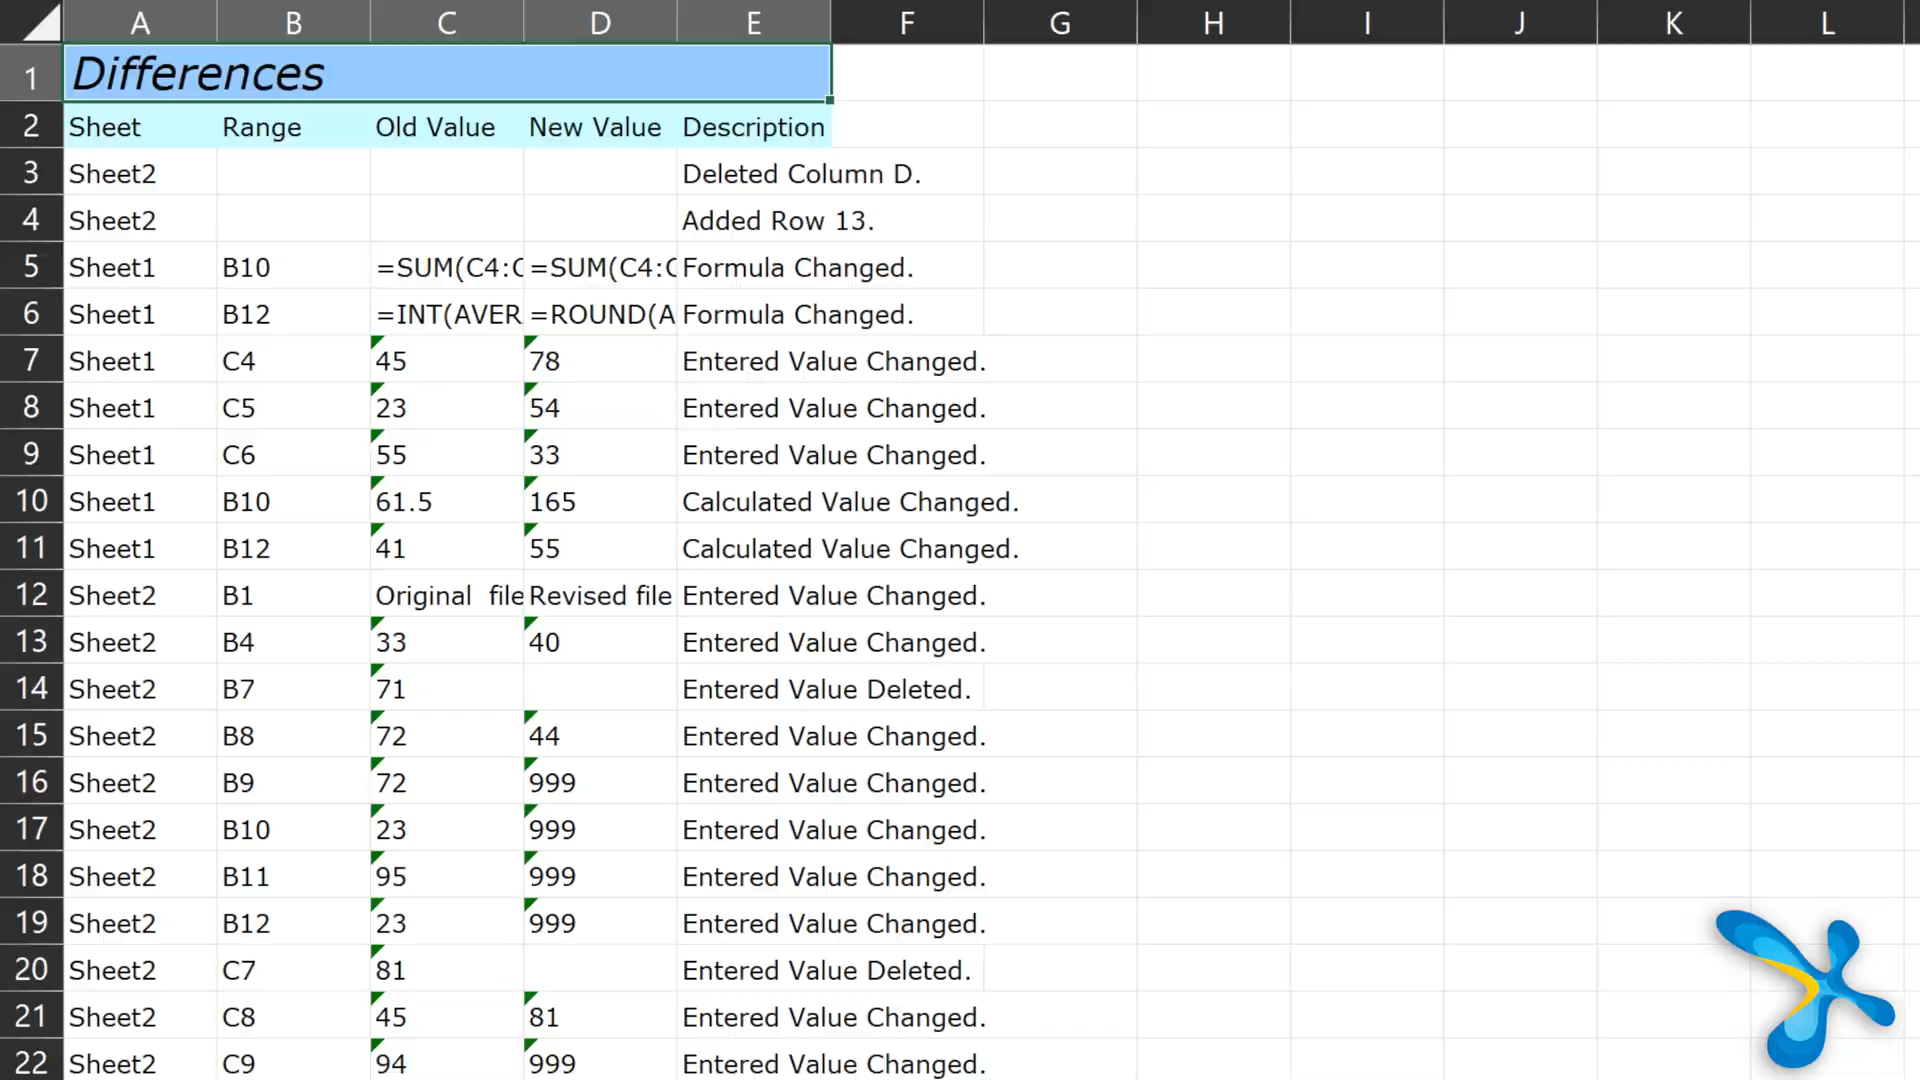 A B C D E F G H I J K L
1 Differences
2 Sheet Range Old Value New Value Description
3 Sheet2 Deleted Column D.
4 Sheet2 Added Row 13.
5 Sheet1 B10 =SUM(C4:C =SUM(C4:C Formula Changed.
6 Sheet1 B12 =INT(AVER =ROUND(A Formula Changed.
7 Sheet1 C4 45 78 Entered Value Changed.
8 Sheet1 C5 23 54 Entered Value Changed.
9 Sheet1 C6 55 33 Entered Value Changed.
10 Sheet1 B10 61.5 165 Calculated Value Changed.
11 Sheet1 B12 41 55 Calculated Value Changed.
12 Sheet2 B1 Original file Revised file Entered Value Changed.
13 Sheet2 B4 33 40 Entered Value Changed.
14 Sheet2 B7 71 Entered Value Deleted.
15 Sheet2 B8 72 44 Entered Value Changed.
16 Sheet2 B9 72 999 Entered Value Changed.
17 Sheet2 B10 23 999 Entered Value Changed.
18 Sheet2 B11 95 999 Entered Value Changed.
19 Sheet2 B12 23 999 Entered Value Changed.
20 Sheet2 C7 81 Entered Value Deleted.
21 Sheet2 C8 45 81 Entered Value Changed.
22 Sheet2 C9 94 999 Entered Value Changed.